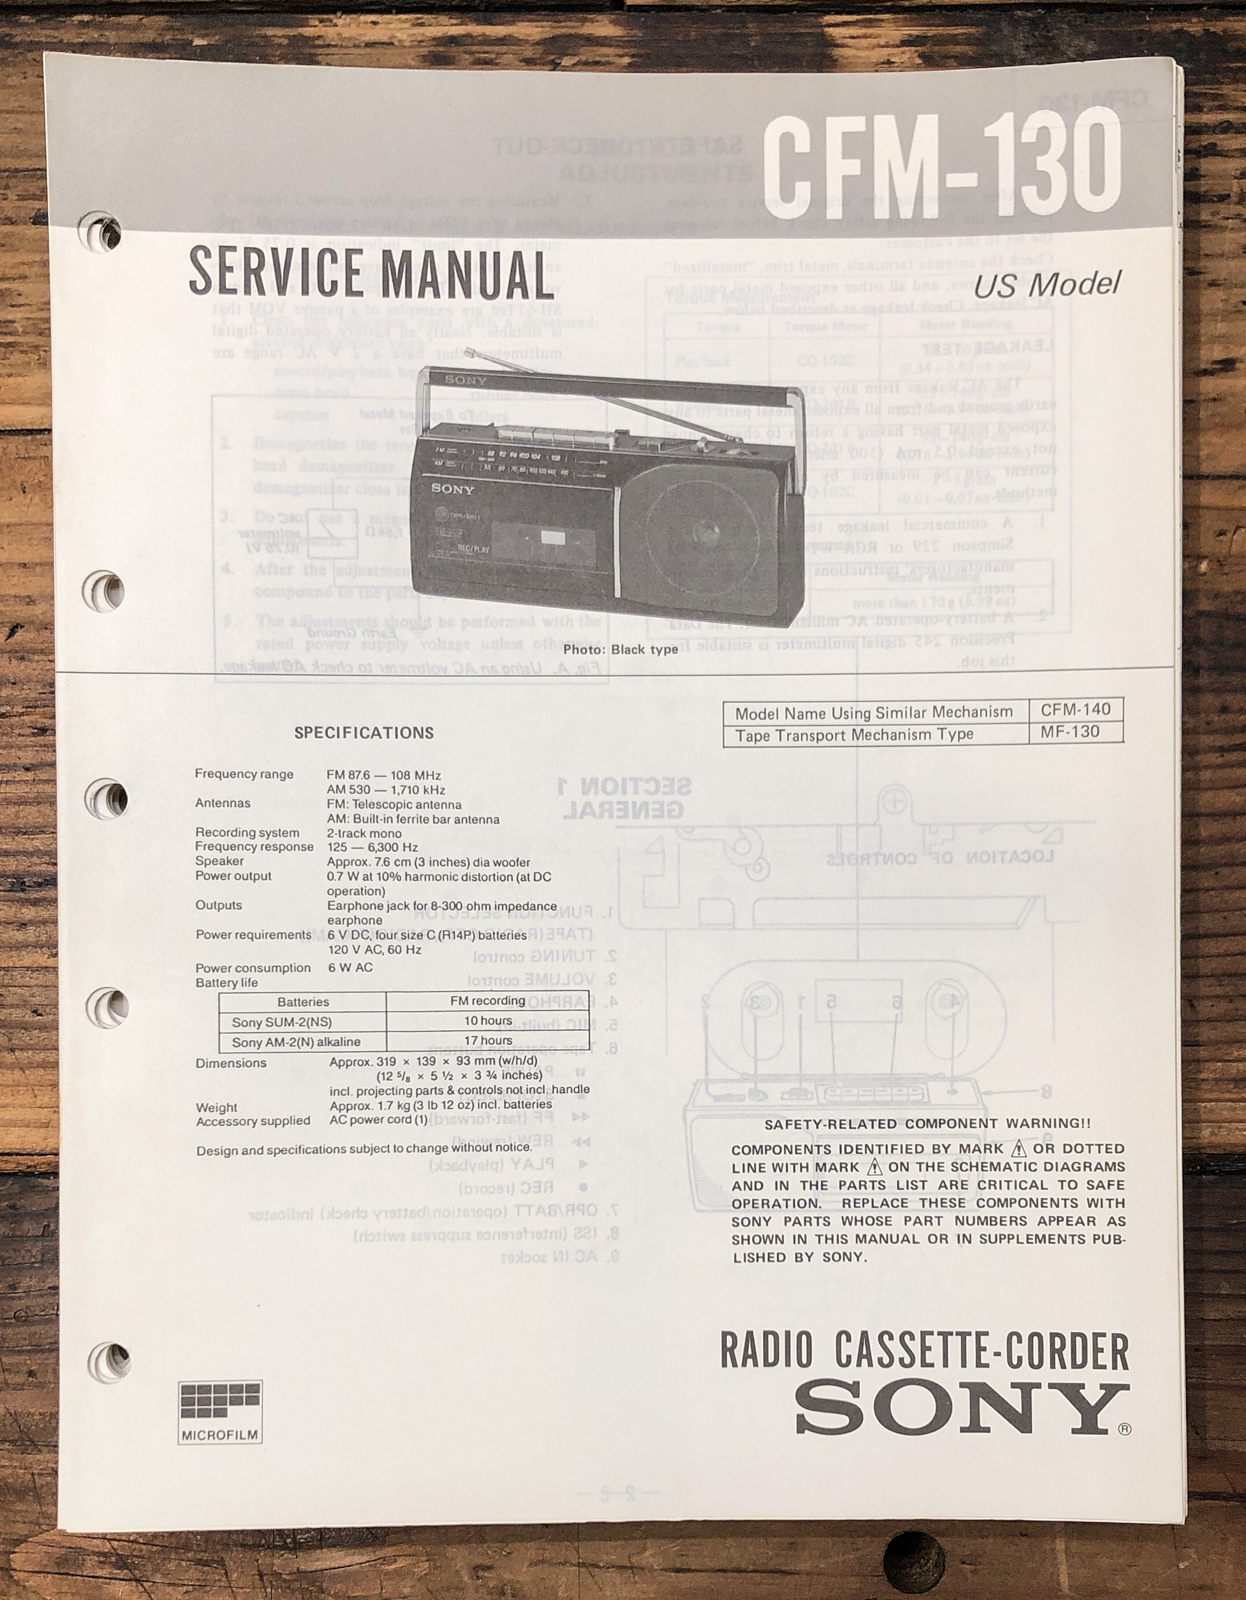 CFM-130
SERVICE MANUAL
US Model
SONY
SONY
OPR/BATT
REC/PLAY
Photo: Black type
Model Name Using Similar Mechanism CFM-140
Tape Transport Mechanism Type MF-130
SPECIFICATIONS
Frequency range FM 87.6 — 108 MHz
AM 530 — 1,710 kHz
Antennas FM: Telescopic antenna
AM: Built-in ferrite bar antenna
Recording system 2-track mono
Frequency response 125 — 6,300 Hz
Speaker Approx. 7.6 cm (3 inches) dia woofer
Power output 0.7 W at 10% harmonic distortion (at DC
operation)
Outputs Earphone jack for 8-300 ohm impedance
earphone
Power requirements 6 V DC, four size C (R14P) batteries
120 V AC, 60 Hz
Power consumption 6 W AC
Battery life
Batteries FM recording
Sony SUM-2(NS) 10 hours
Sony AM-2(N) alkaline 17 hours
Dimensions Approx. 319 × 139 × 93 mm (w/h/d)
(12 5/8 × 5 1/2 × 3 3/4 inches)
incl. projecting parts & controls not incl. handle
Weight Approx. 1.7 kg (3 lb 12 oz) incl. batteries
Accessory supplied AC power cord (1)
Design and specifications subject to change without notice.
SAFETY-RELATED COMPONENT WARNING!!
COMPONENTS IDENTIFIED BY MARK ⚠ OR DOTTED
LINE WITH MARK ⚠ ON THE SCHEMATIC DIAGRAMS
AND IN THE PARTS LIST ARE CRITICAL TO SAFE
OPERATION. REPLACE THESE COMPONENTS WITH
SONY PARTS WHOSE PART NUMBERS APPEAR AS
SHOWN IN THIS MANUAL OR IN SUPPLEMENTS PUB-
LISHED BY SONY.
RADIO CASSETTE-CORDER
SONY®
MICROFILM